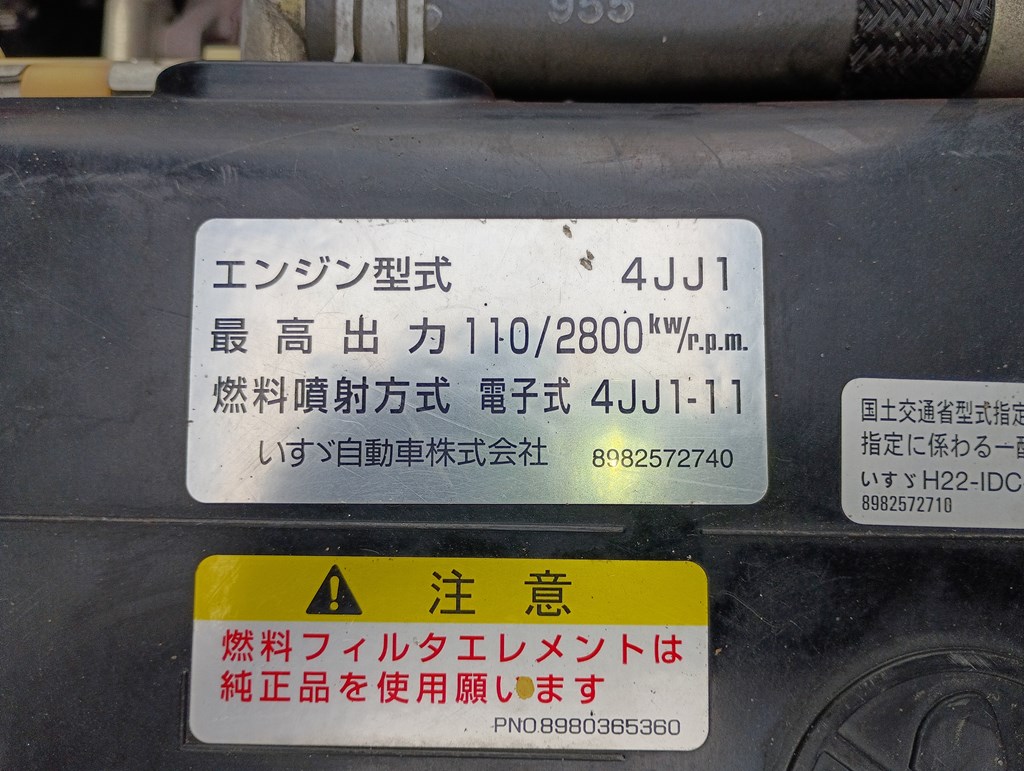 955
エンジン型式 4JJ1
最高出力 110/2800 kw/r.p.m.
燃料噴射方式 電子式 4JJ1-11
いすゞ自動車株式会社 8982572740
国土交通省型式指定
指定に係わる一
いすゞH22-IDC
8982572710
注意
燃料フィルタエレメントは
純正品を使用願います
PNO.8980365360